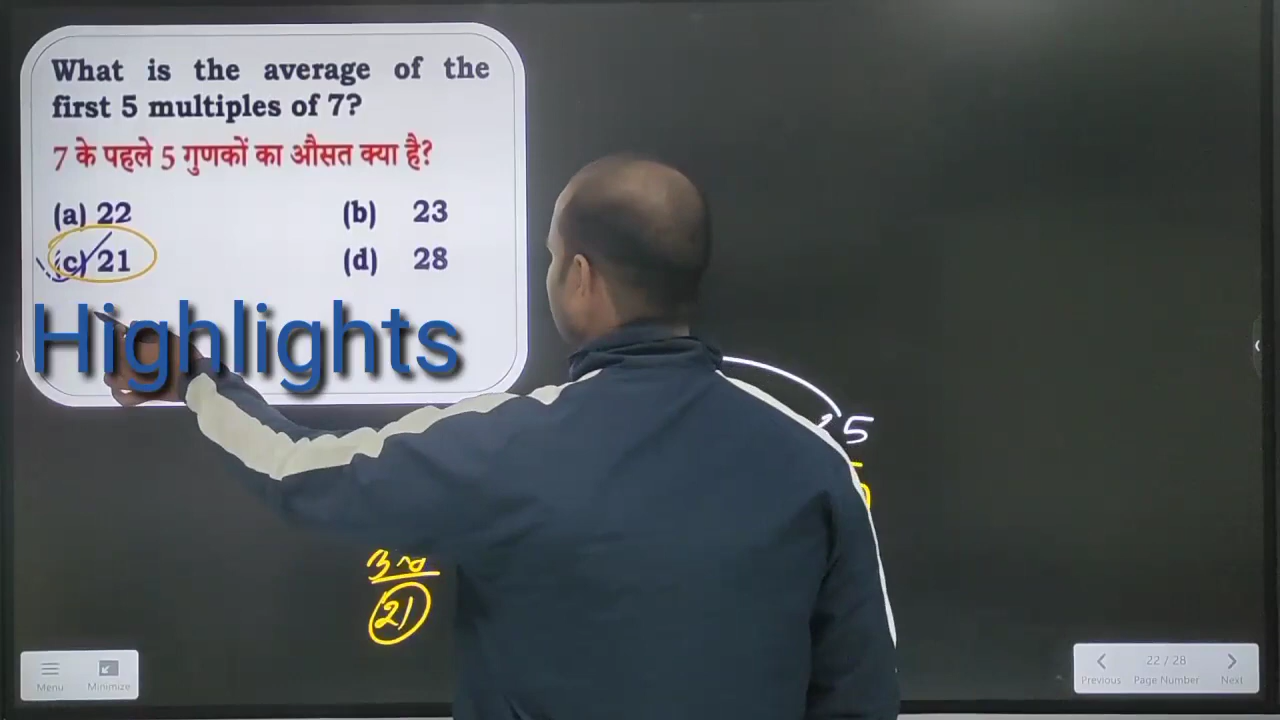 What is the average of the
first 5 multiples of 7?
7 के पहले 5 गुणकों का औसत क्या है?
(a) 22 (b) 23
(c) 21 (d) 28
Highlights
5
21
Menu Minimize
Previous 22 / 28 Page Number Next